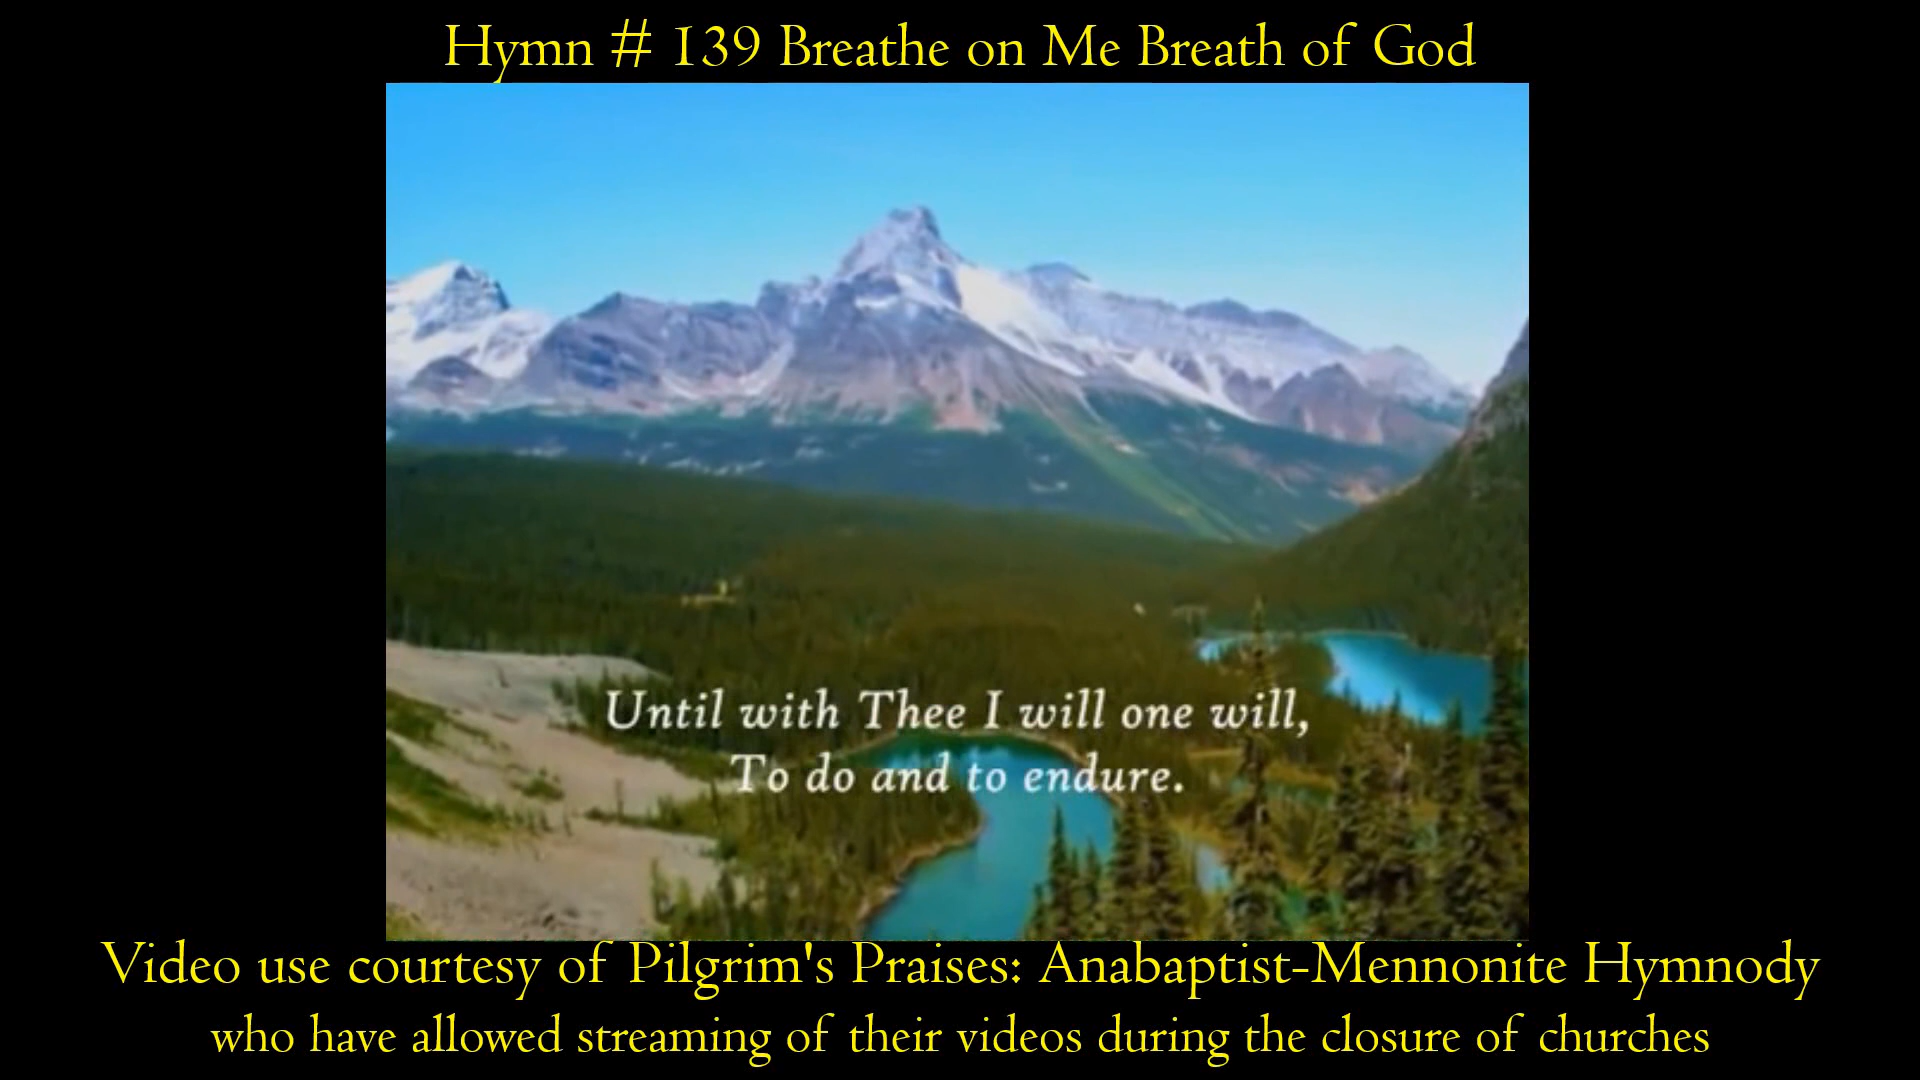 Hymn # 139 Breathe on Me Breath of God
Until with Thee I will one will,
To do and to endure.
Video use courtesy of Pilgrim's Praises: Anabaptist-Mennonite Hymnody
who have allowed streaming of their videos during the closure of churches